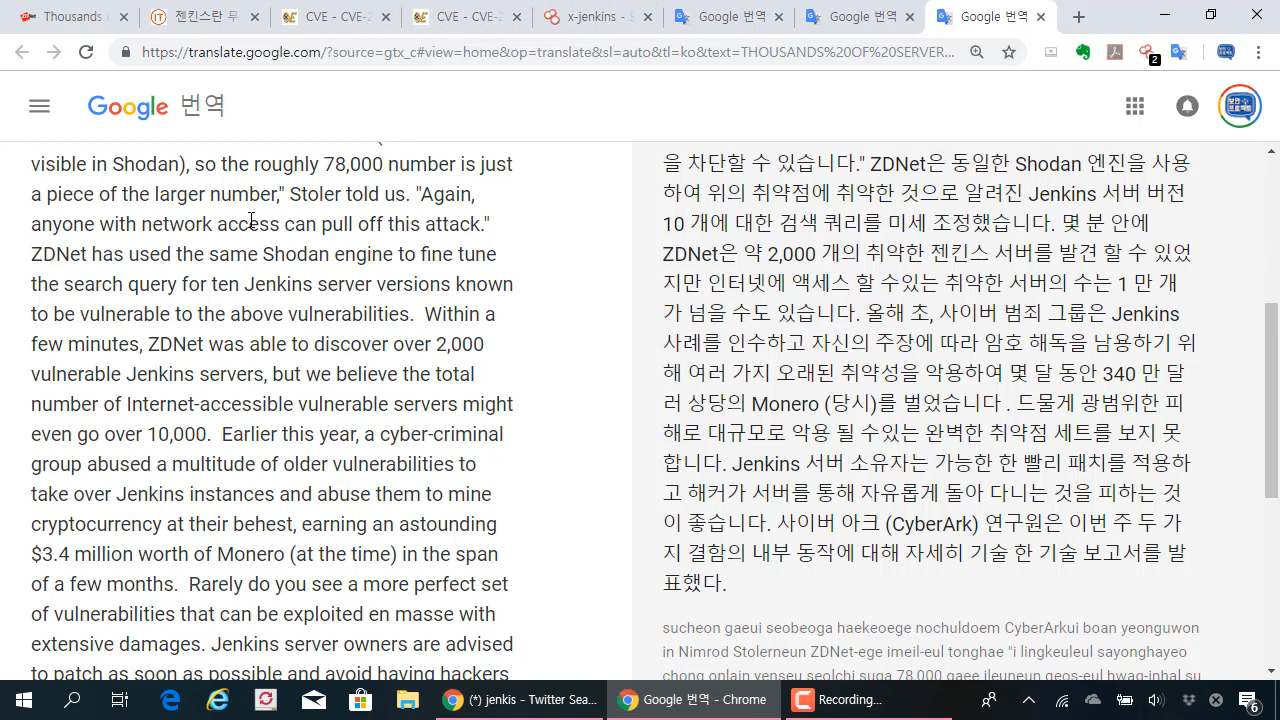 Thousands
젠킨스란 무
CVE - CVE-2
CVE - CVE-2
x-jenkins - S
Google 번역
Google 번역
Google 번역
https://translate.google.com/?source=gtx_c#view=home&op=translate&sl=auto&tl=ko&text=THOUSANDS%20OF%20SERVER...
2
Google 번역
visible in Shodan), so the roughly 78,000 number is just
a piece of the larger number," Stoler told us. "Again,
anyone with network access can pull off this attack."
ZDNet has used the same Shodan engine to fine tune
the search query for ten Jenkins server versions known
to be vulnerable to the above vulnerabilities.  Within a
few minutes, ZDNet was able to discover over 2,000
vulnerable Jenkins servers, but we believe the total
number of Internet-accessible vulnerable servers might
even go over 10,000.  Earlier this year, a cyber-criminal
group abused a multitude of older vulnerabilities to
take over Jenkins instances and abuse them to mine
cryptocurrency at their behest, earning an astounding
$3.4 million worth of Monero (at the time) in the span
of a few months.  Rarely do you see a more perfect set
of vulnerabilities that can be exploited en masse with
extensive damages. Jenkins server owners are advised
to patch as soon as possible and avoid having hackers
을 차단할 수 있습니다." ZDNet은 동일한 Shodan 엔진을 사용
하여 위의 취약점에 취약한 것으로 알려진 Jenkins 서버 버전
10 개에 대한 검색 쿼리를 미세 조정했습니다. 몇 분 안에
ZDNet은 약 2,000 개의 취약한 젠킨스 서버를 발견 할 수 있었
지만 인터넷에 액세스 할 수있는 취약한 서버의 수는 1 만 개
가 넘을 수도 있습니다. 올해 초, 사이버 범죄 그룹은 Jenkins
사례를 인수하고 자신의 주장에 따라 암호 해독을 남용하기 위
해 여러 가지 오래된 취약성을 악용하여 몇 달 동안 340 만 달
러 상당의 Monero (당시)를 벌었습니다 . 드물게 광범위한 피
해로 대규모로 악용 될 수있는 완벽한 취약점 세트를 보지 못
합니다. Jenkins 서버 소유자는 가능한 한 빨리 패치를 적용하
고 해커가 서버를 통해 자유롭게 돌아 다니는 것을 피하는 것
이 좋습니다. 사이버 아크 (CyberArk) 연구원은 이번 주 두 가
지 결함의 내부 동작에 대해 자세히 기술 한 기술 보고서를 발
표했다.
sucheon gaeui seobeoga haekeoege nochuldoem CyberArkui boan yeonguwon
in Nimrod Stolerneun ZDNet-ege imeil-eul tonghae "i lingkeuleul sayonghayeo
chong onlain yenseu seolchi suga 78,000 gaee ileuneun geos-eul hwag-inhal su
(*) jenkis - Twitter Sea...
Google 번역 - Chrome
Recording...
6